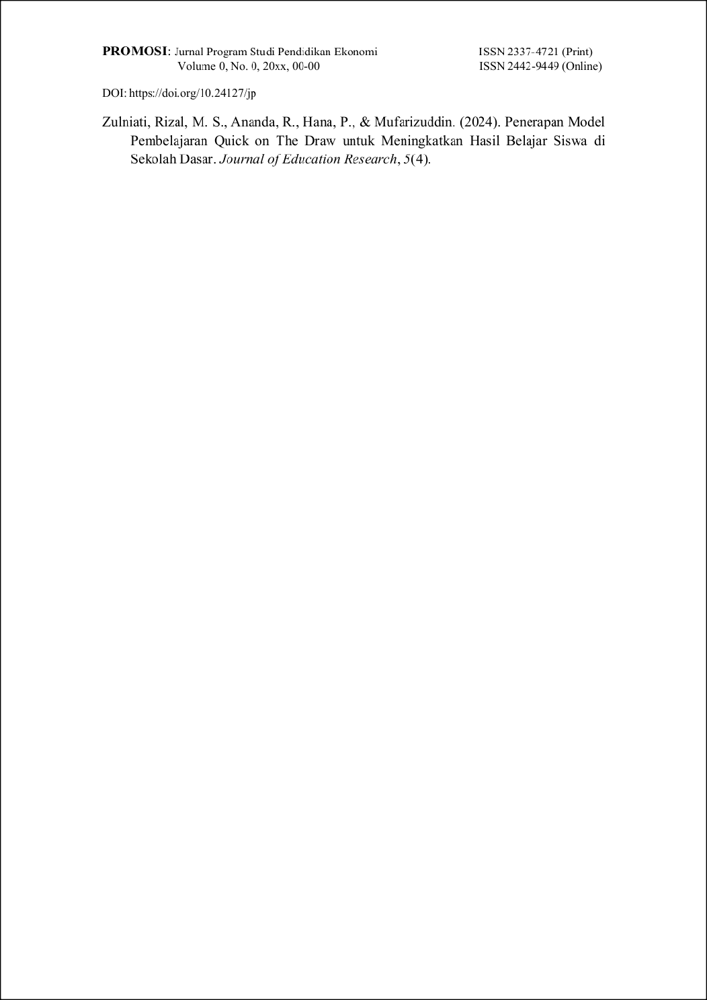 PROMOSI: Jurnal Program Studi Pendidikan Ekonomi ISSN 2337-4721 (Print)
Volume 0, No. 0, 20xx, 00-00 ISSN 2442-9449 (Online)
DOI: https://doi.org/10.24127/jp
Zulniati, Rizal, M. S., Ananda, R., Hana, P., & Mufarizuddin. (2024). Penerapan Model
Pembelajaran Quick on The Draw untuk Meningkatkan Hasil Belajar Siswa di
Sekolah Dasar. Journal of Education Research, 5(4).